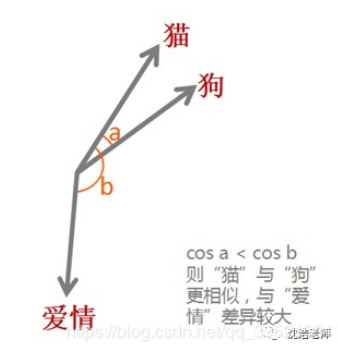 猫
狗
a
b
爱情
cos a < cos b
则“猫”与“狗”
更相似，与“爱
情”差异较大
https://blog.csdn.net/qq_
沈浩老师